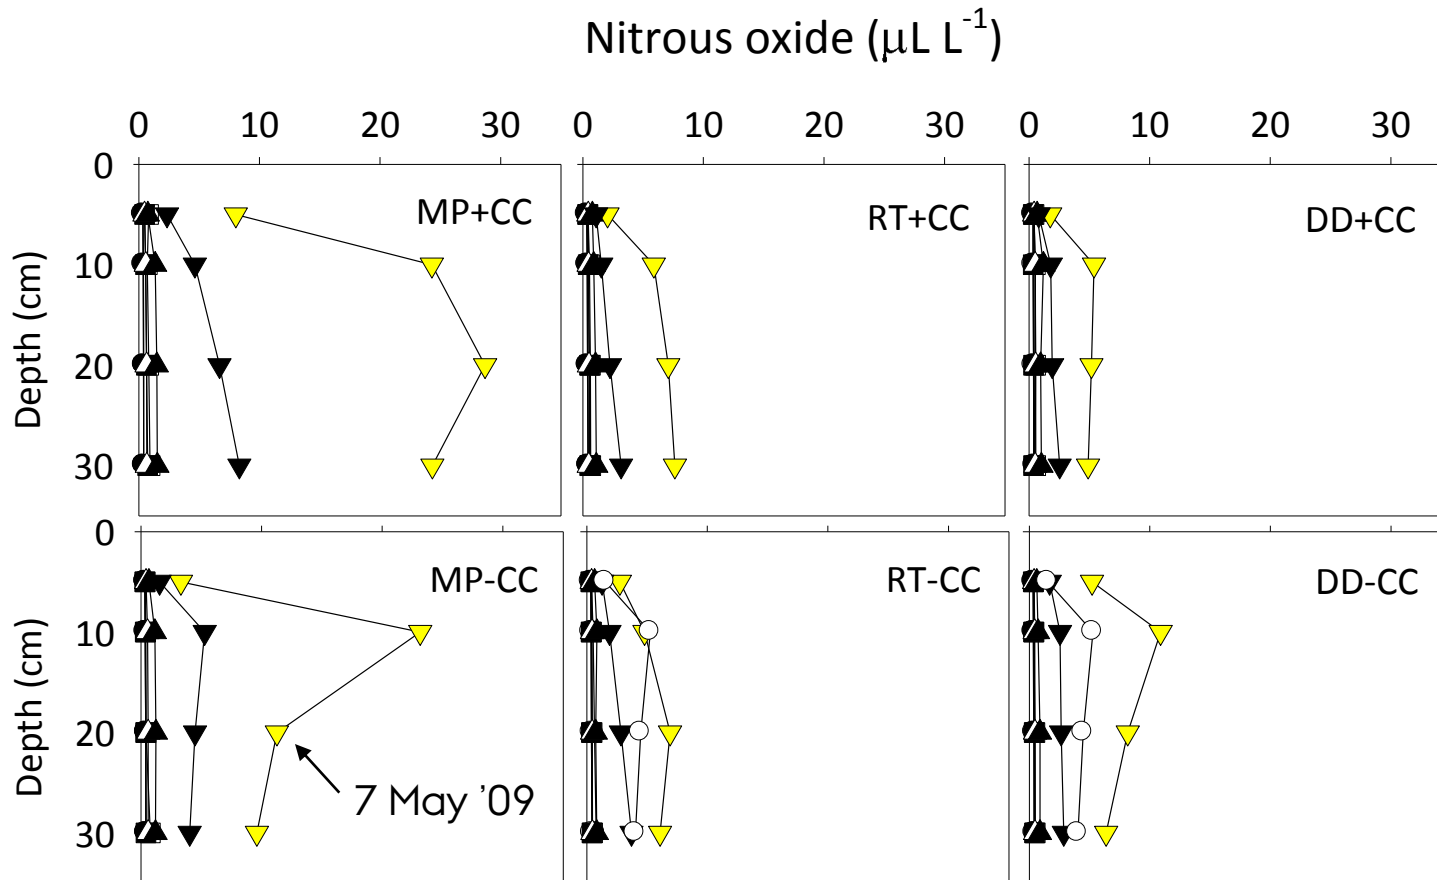 Nitrous oxide (µL L⁻¹)
0 10 20 30 0 10 20 30 0 10 20 30
0
10
20
30
Depth (cm)
MP+CC
RT+CC
DD+CC
0
10
20
30
Depth (cm)
MP-CC
RT-CC
DD-CC
7 May '09